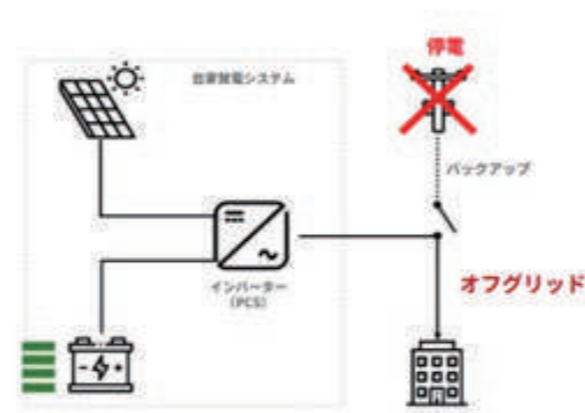 停電
自家発電システム
バックアップ
インバーター
(PCS)
オフグリッド